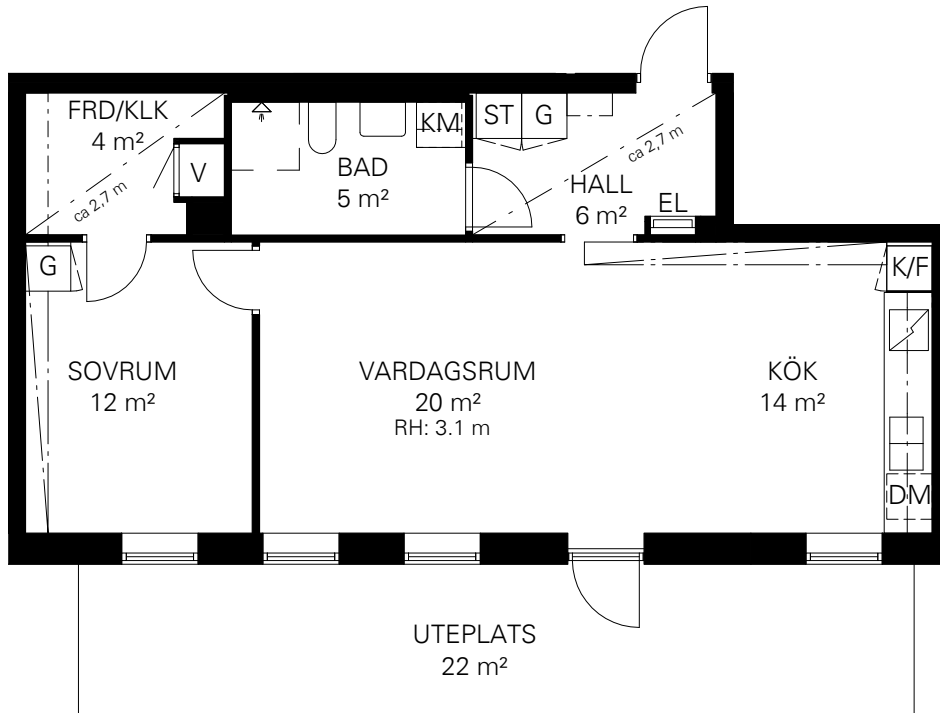 FRD/KLK
4 m²
ca 2,7 m
V
BAD
5 m²
KM
ST
G
ca 2,7 m
HALL
6 m²
EL
G
K/F
SOVRUM
12 m²
VARDAGSRUM
20 m²
RH: 3.1 m
KÖK
14 m²
DM
UTEPLATS
22 m²